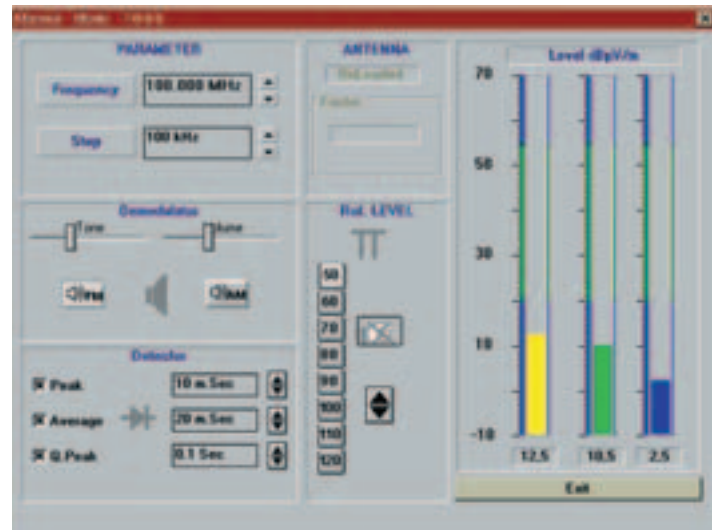 PARAMETER
Frequency 100.000 MHz
Step 100 kHz
ANTENNA
Factor
Level dBµV/m
70
50
30
10
-10
12,5 10,5 2,5
Exit
Demodulator
Tone Volume
FM AM
Ref. LEVEL
50
60
70
80
90
100
110
120
Detector
Peak 10 m.Sec
Average 20 m.Sec
Q.Peak 0.1 Sec